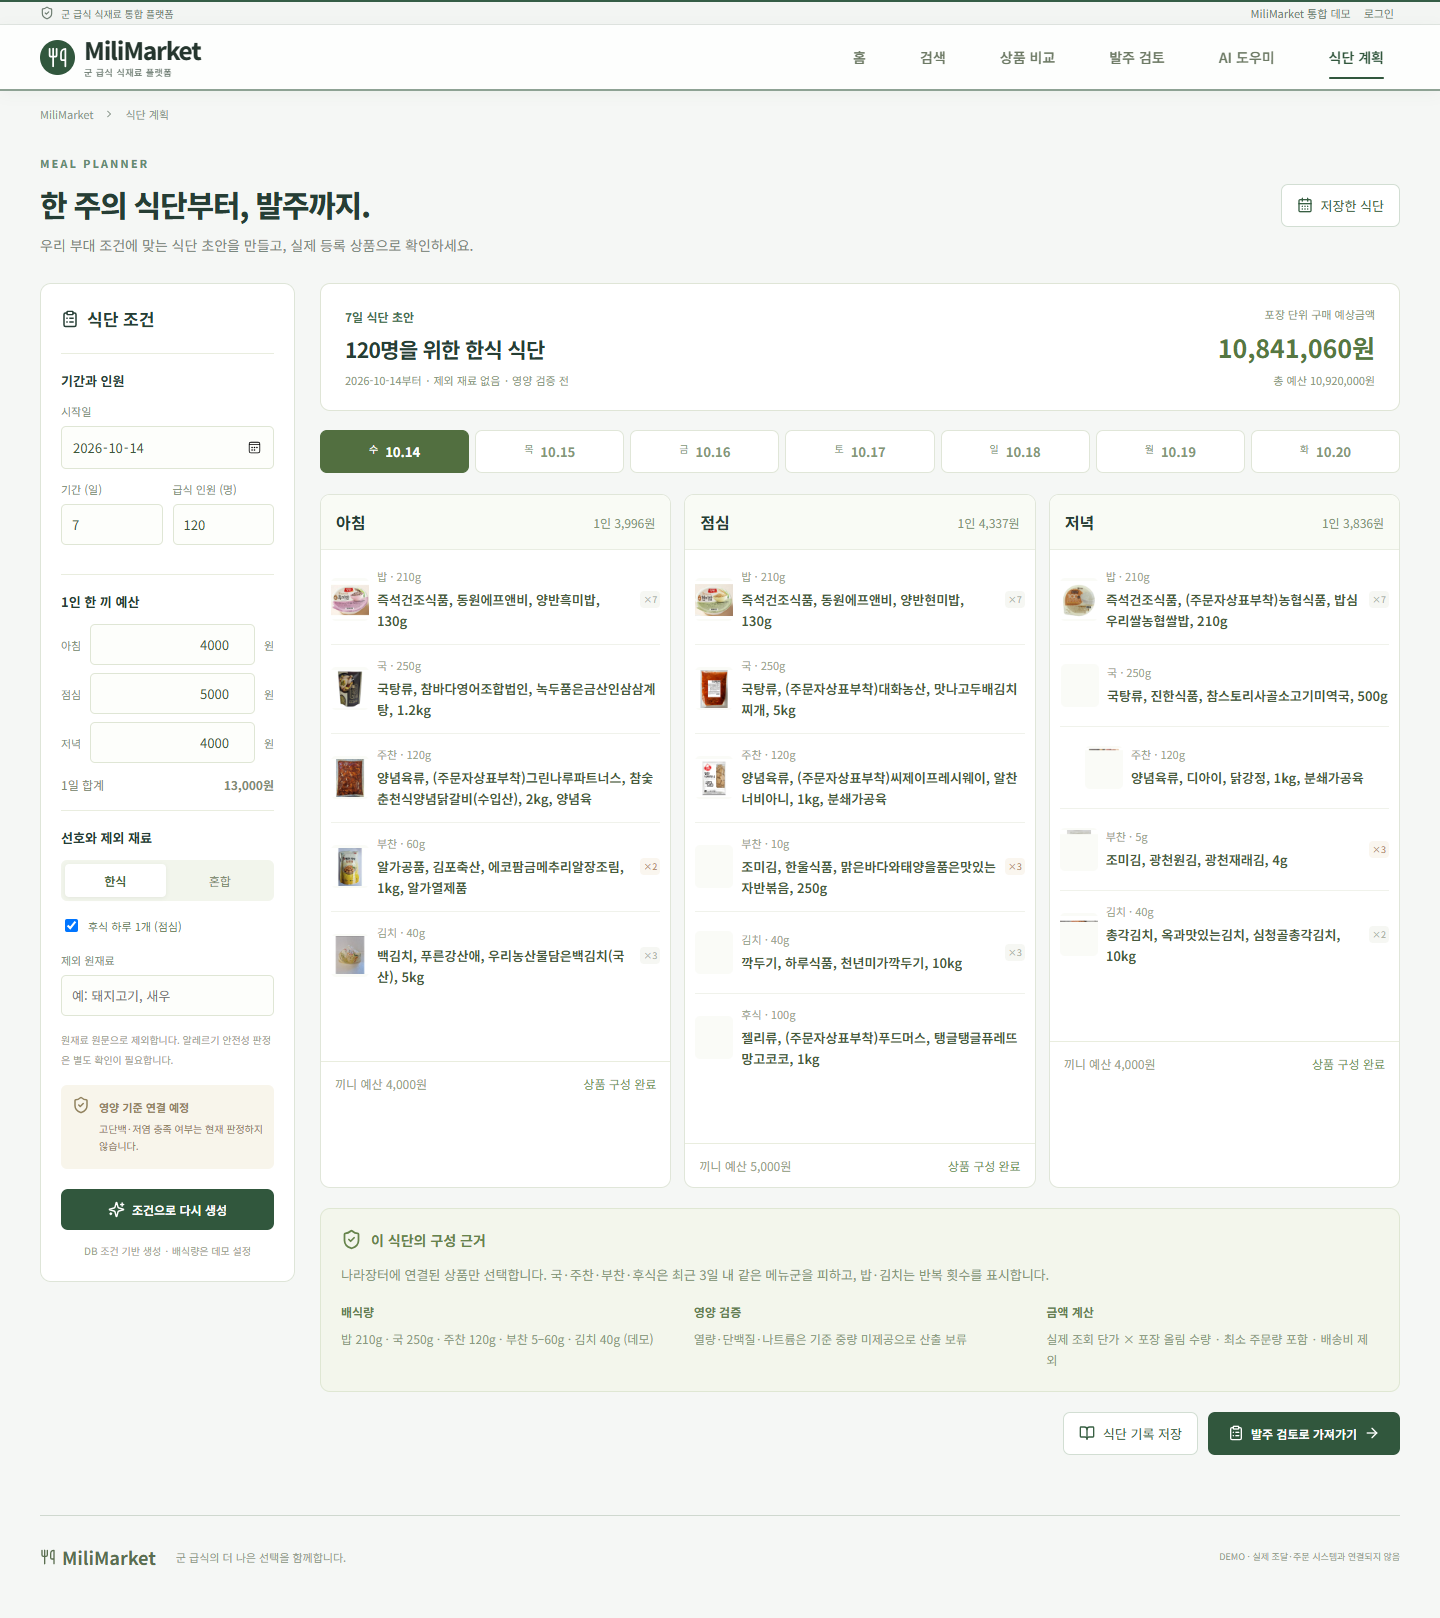 군 급식 식재료 통합 플랫폼
MiliMarket 통합 데모 로그인
MiliMarket
군 급식 식재료 플랫폼
홈 검색 상품 비교 발주 검토 AI 도우미 식단 계획
MiliMarket > 식단 계획
MEAL PLANNER
한 주의 식단부터, 발주까지.
우리 부대 조건에 맞는 식단 초안을 만들고, 실제 등록 상품으로 확인하세요.
저장한 식단
식단 조건
기간과 인원
시작일
2026-10-14
기간 (일) 급식 인원 (명)
7 120
1인 한 끼 예산
아침 4000 원
점심 5000 원
저녁 4000 원
1일 합계 13,000원
선호와 제외 재료
한식 혼합
후식 하루 1개 (점심)
제외 원재료
예: 돼지고기, 새우
원재료 원문으로 제외합니다. 알레르기 안전성 판정
은 별도 확인이 필요합니다.
영양 기준 연결 예정
고단백·저염 충족 여부는 현재 판정하지
않습니다.
조건으로 다시 생성
DB 조건 기반 생성 · 배식량은 데모 설정
7일 식단 초안
120명을 위한 한식 식단
2026-10-14부터 · 제외 재료 없음 · 영양 검증 전
포장 단위 구매 예상금액
10,841,060원
총 예산 10,920,000원
수 10.14
목 10.15
금 10.16
토 10.17
일 10.18
월 10.19
화 10.20
아침 1인 3,996원
밥 · 210g
즉석건조식품, 동원에프앤비, 양반흑미밥,
130g
×7
국 · 250g
국탕류, 참바다영어조합법인, 녹두품은금산인삼삼계
탕, 1.2kg
주찬 · 120g
양념육류, (주문자상표부착)그린나루파트너스, 참숯
춘천식양념닭갈비(수입산), 2kg, 양념육
부찬 · 60g
알가공품, 김포축산, 에코팜금메추리알장조림,
1kg, 알가열제품
×2
김치 · 40g
백김치, 푸른강산애, 우리농산물담은백김치(국
산), 5kg
×3
끼니 예산 4,000원 상품 구성 완료
점심 1인 4,337원
밥 · 210g
즉석건조식품, 동원에프앤비, 양반현미밥,
130g
×7
국 · 250g
국탕류, (주문자상표부착)대화농산, 맛나고두배김치
찌개, 5kg
주찬 · 120g
양념육류, (주문자상표부착)씨제이프레시웨이, 알찬
너비아니, 1kg, 분쇄가공육
부찬 · 10g
조미김, 한울식품, 맑은바다와태양을품은맛있는
자반볶음, 250g
×3
김치 · 40g
깍두기, 하루식품, 천년미가깍두기, 10kg
×3
후식 · 100g
젤리류, (주문자상표부착)푸드머스, 탱글탱글퓨레뜨
망고코코, 1kg
끼니 예산 5,000원 상품 구성 완료
저녁 1인 3,836원
밥 · 210g
즉석건조식품, (주문자상표부착)농협식품, 밥심
우리쌀농협쌀밥, 210g
×7
국 · 250g
국탕류, 진한식품, 참스토리사골소고기미역국, 500g
주찬 · 120g
양념육류, 디아이, 닭강정, 1kg, 분쇄가공육
부찬 · 5g
조미김, 광천원김, 광천재래김, 4g
×3
김치 · 40g
총각김치, 옥과맛있는김치, 심청골총각김치,
10kg
×2
끼니 예산 4,000원 상품 구성 완료
이 식단의 구성 근거
나라장터에 연결된 상품만 선택합니다. 국·주찬·부찬·후식은 최근 3일 내 같은 메뉴군을 피하고, 밥·김치는 반복 횟수를 표시합니다.
배식량
밥 210g · 국 250g · 주찬 120g · 부찬 5–60g · 김치 40g (데모)
영양 검증
열량·단백질·나트륨은 기준 중량 미제공으로 산출 보류
금액 계산
실제 조회 단가 × 포장 올림 수량 · 최소 주문량 포함 · 배송비 제
외
식단 기록 저장
발주 검토로 가져가기
MiliMarket 군 급식의 더 나은 선택을 함께합니다.
DEMO · 실제 조달·주문 시스템과 연결되지 않음